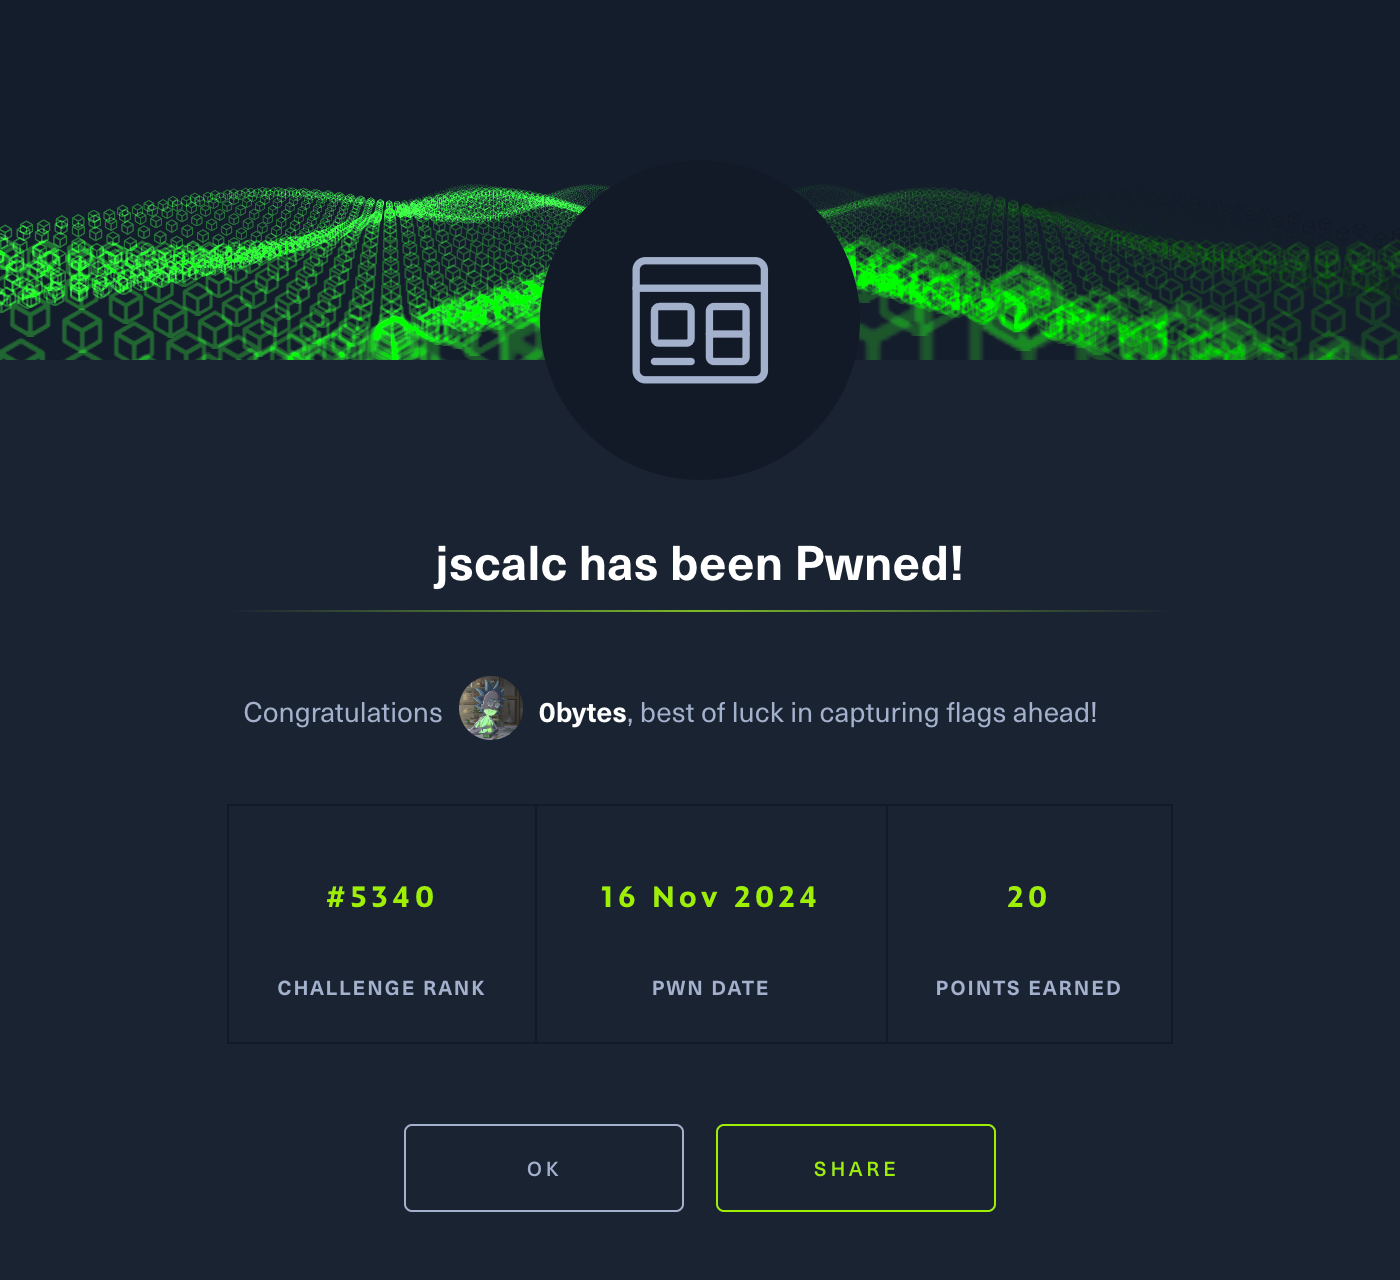 jscalc has been Pwned!
Congratulations 0bytes, best of luck in capturing flags ahead!
#5340
CHALLENGE RANK
16 Nov 2024
PWN DATE
20
POINTS EARNED
OK
SHARE